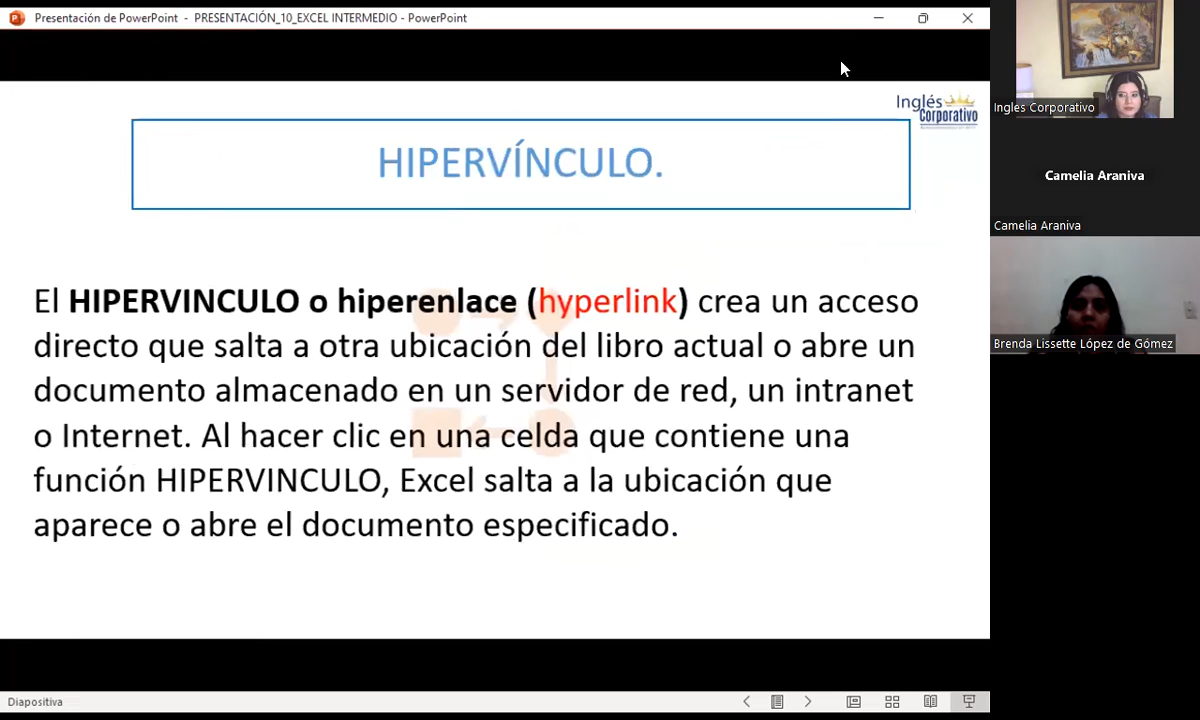 Presentación de PowerPoint - PRESENTACIÓN_10_EXCEL INTERMEDIO - PowerPoint
Inglés
Corporativo
HIPERVÍNCULO.
El HIPERVINCULO o hiperenlace (hyperlink) crea un acceso
directo que salta a otra ubicación del libro actual o abre un
documento almacenado en un servidor de red, un intranet
o Internet. Al hacer clic en una celda que contiene una
función HIPERVINCULO, Excel salta a la ubicación que
aparece o abre el documento especificado.
Diapositiva
Ingles Corporativo
Camelia Araniva
Camelia Araniva
Brenda Lissette López de Gómez